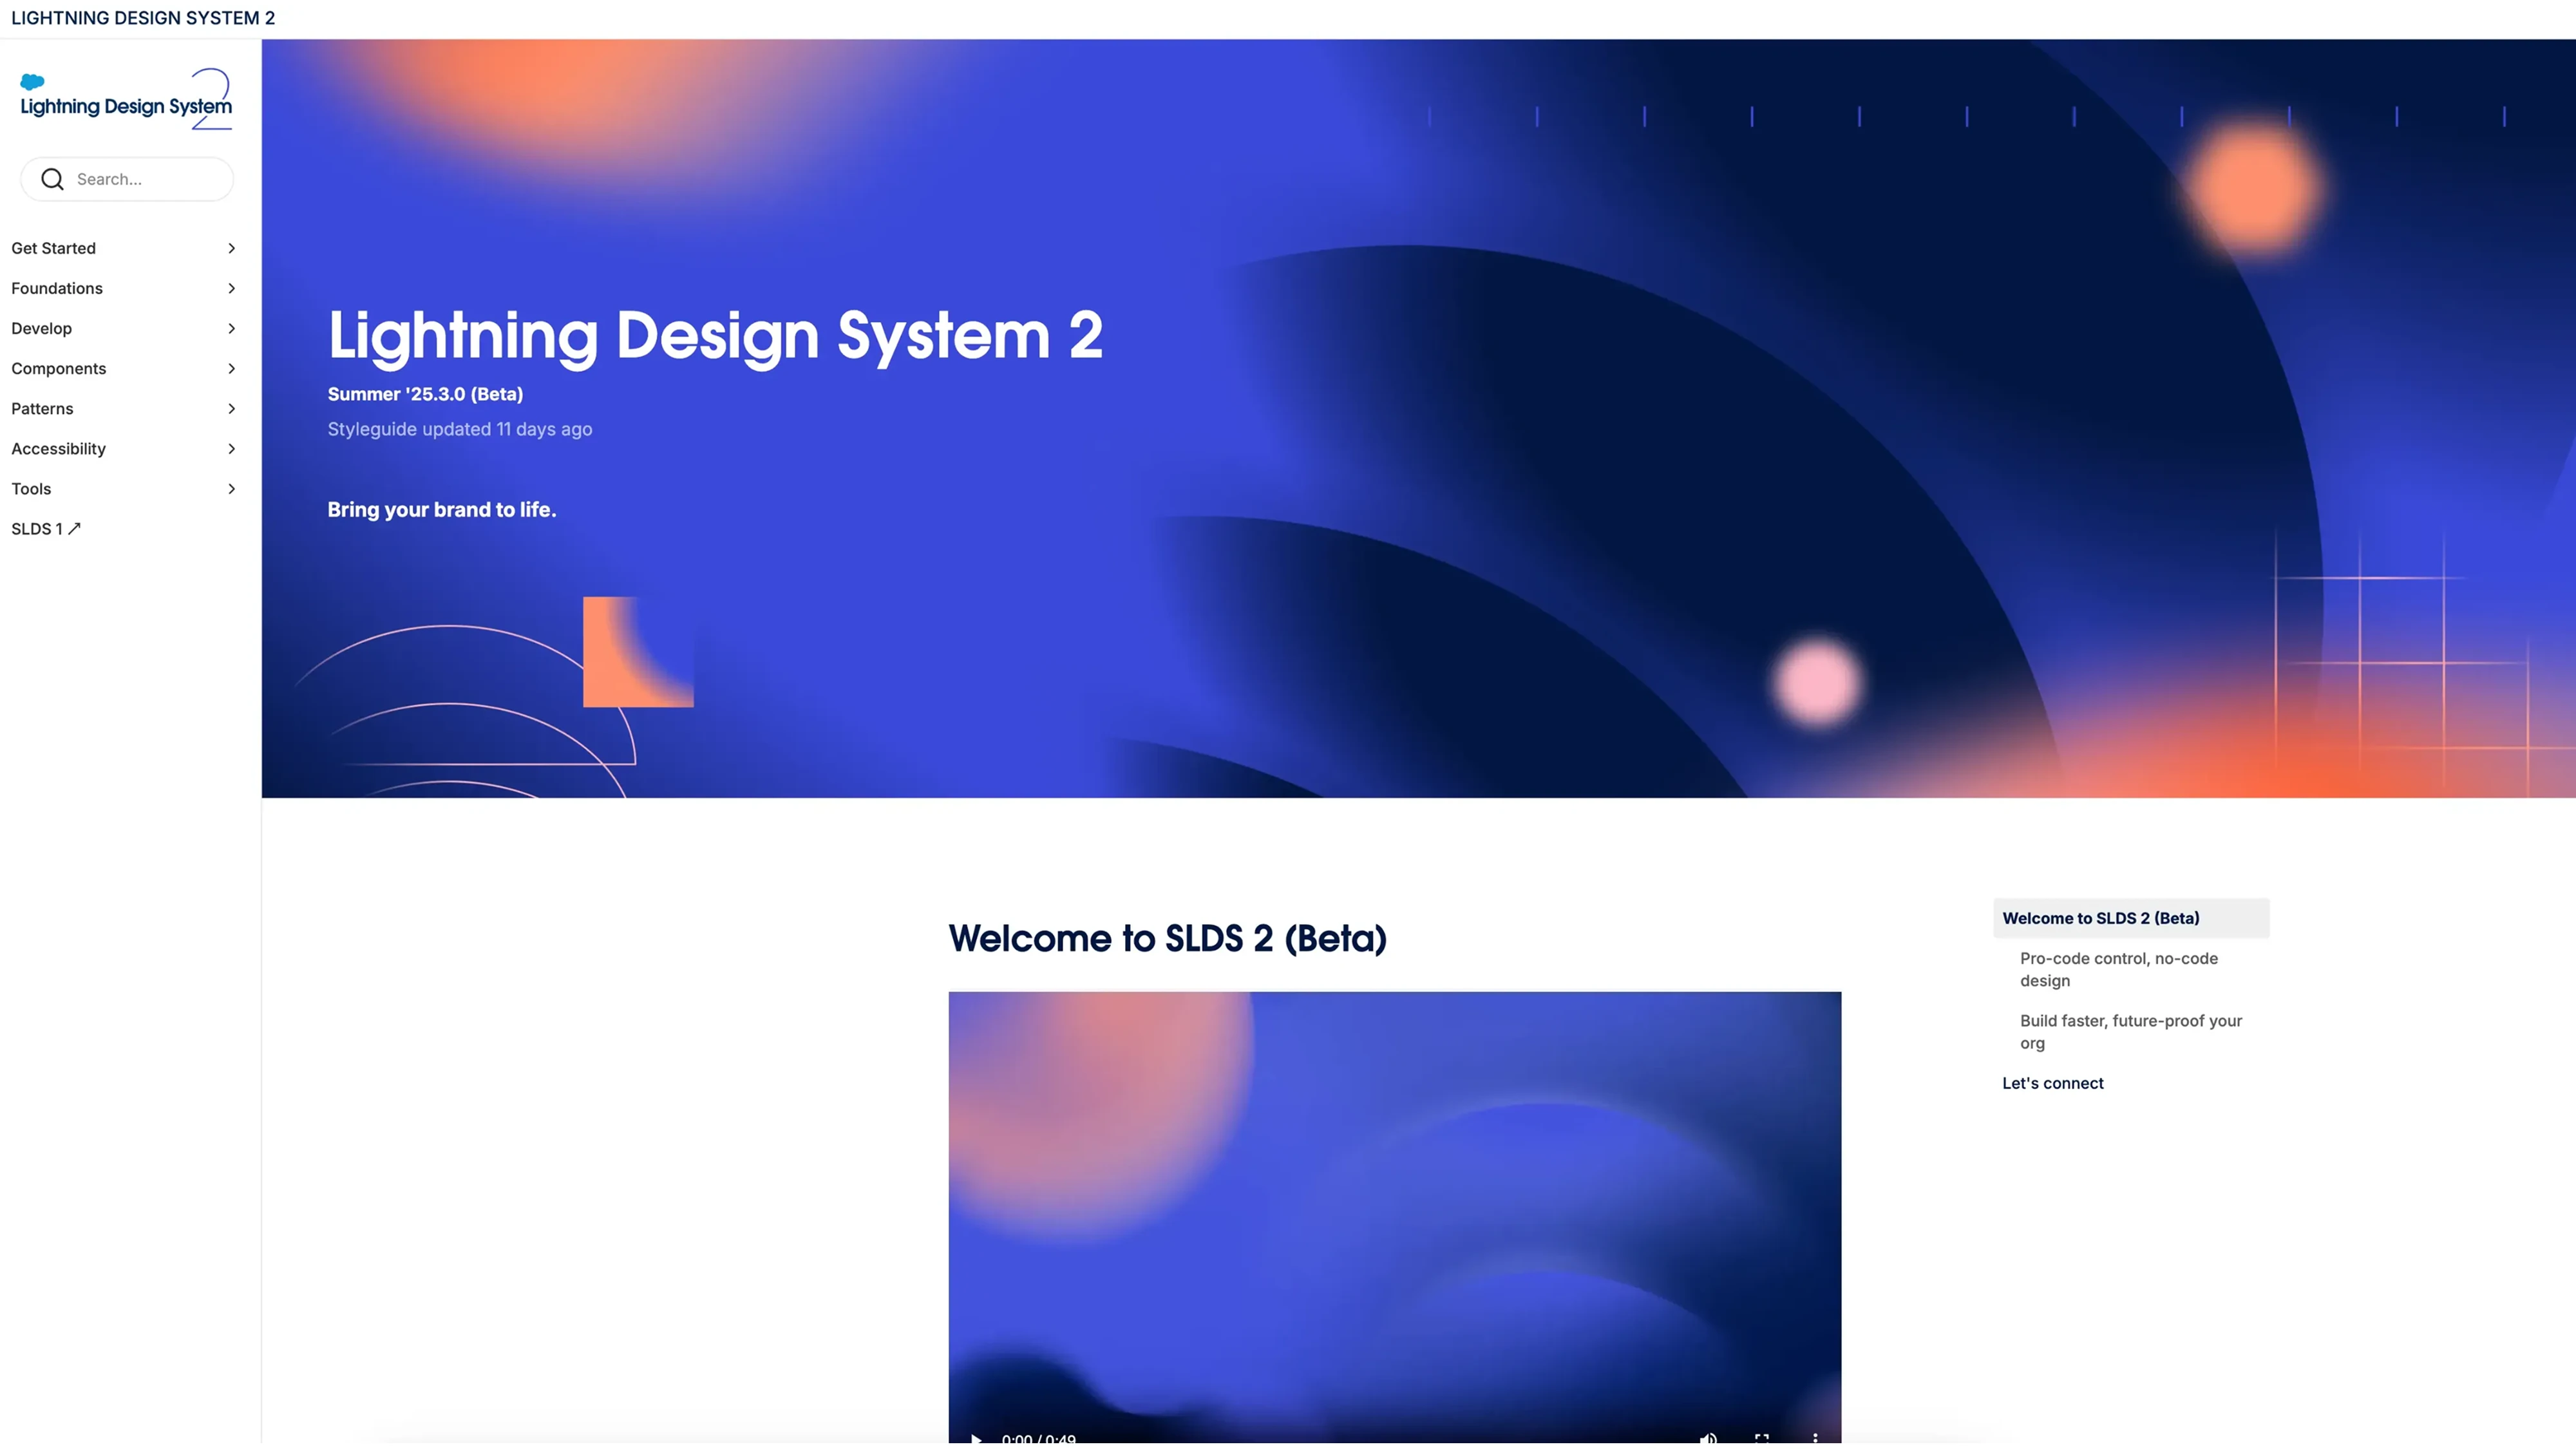 LIGHTNING DESIGN SYSTEM 2
Lightning Design System
2
Search...
Get Started
Foundations
Develop
Components
Patterns
Accessibility
Tools
SLDS 1 ↗
Lightning Design System 2
Summer '25.3.0 (Beta)
Styleguide updated 11 days ago
Bring your brand to life.
Welcome to SLDS 2 (Beta)
0:00 / 0:49
Welcome to SLDS 2 (Beta)
Pro-code control, no-code
design
Build faster, future-proof your
org
Let's connect